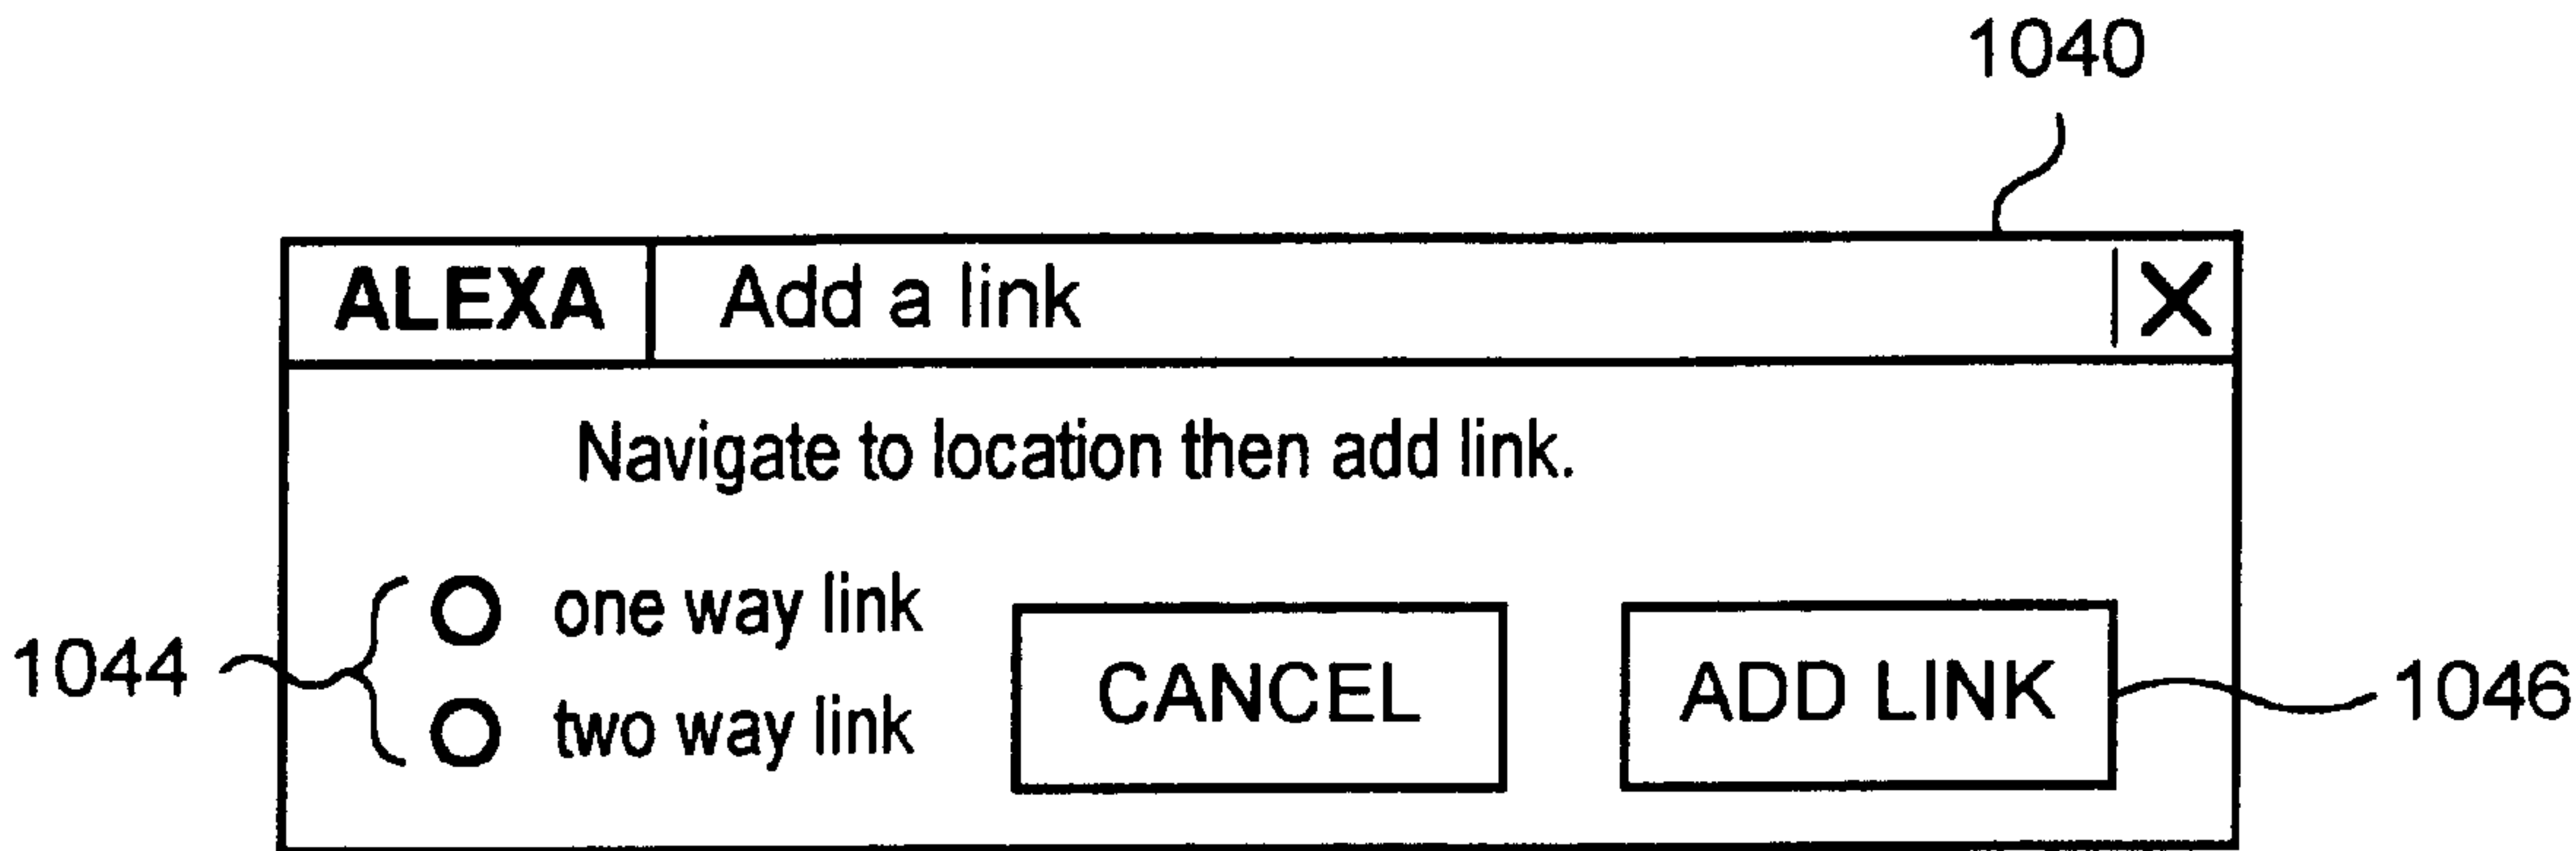 1040
ALEXA Add a link X
Navigate to location then add link.
one way link
1044
two way link
CANCEL ADD LINK
1046